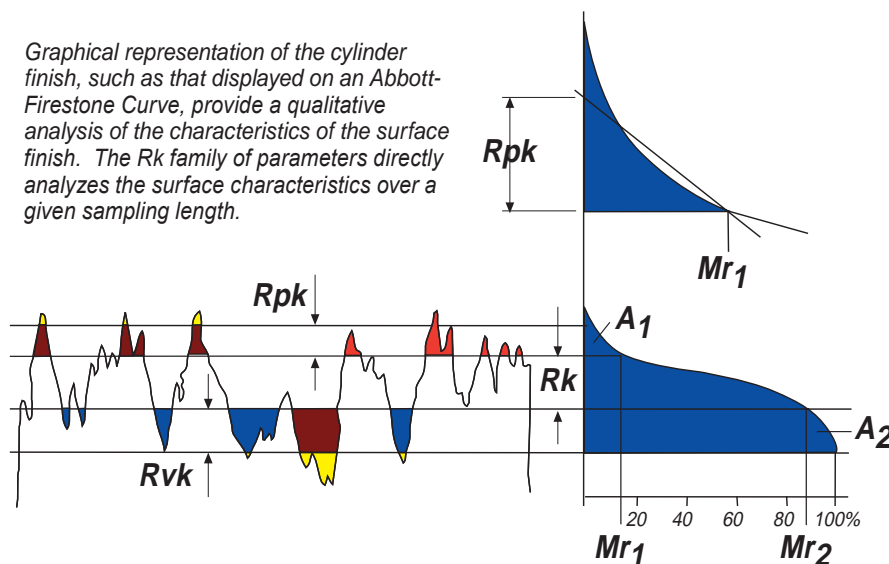 Graphical representation of the cylinder
finish, such as that displayed on an Abbott-
Firestone Curve, provide a qualitative
analysis of the characteristics of the surface
finish. The Rk family of parameters directly
analyzes the surface characteristics over a
given sampling length.
Rpk
Mr1
Rpk
A1
Rk
A2
Rvk
20 40 60 80 100%
Mr1 Mr2